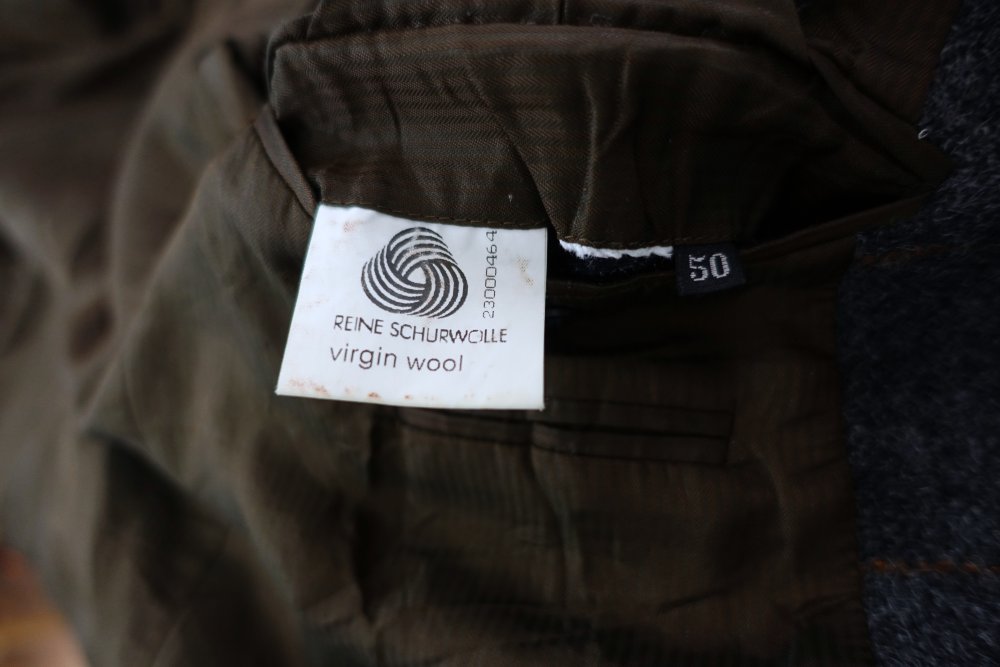 23000464
REINE SCHURWOLLE
virgin wool
50